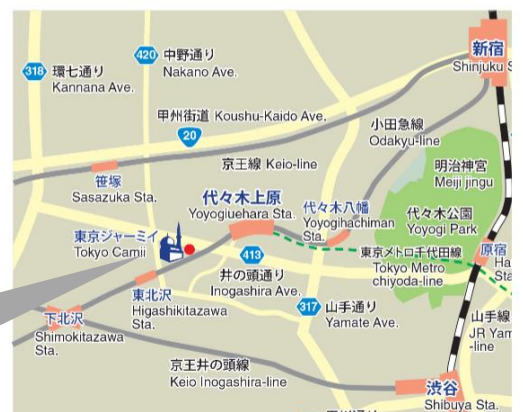 新宿
Shinjuku S
420 中野通り
Nakano Ave.
318 環七通り
Kannana Ave.
甲州街道 Koushu-Kaido Ave.
20
小田急線
Odakyu-line
京王線 Keio-line
明治神宮
Meiji jingu
笹塚
Sasazuka Sta.
代々木上原
Yoyogiuehara Sta.
代々木八幡
Yoyogihachiman
Sta.
代々木公園
Yoyogi Park
東京ジャーミイ
Tokyo Camii
413
東京メトロ千代田線
Tokyo Metro
chiyoda-line
原宿
Ha
Sta
井の頭通り
Inogashira Ave.
東北沢
Higashikitazawa
Sta.
317 山手通り
Yamate Ave.
下北沢
Shimokitazawa
Sta.
山手線
JR Yam
-line
京王井の頭線
Keio Inogashira-line
渋谷
Shibuya Sta.